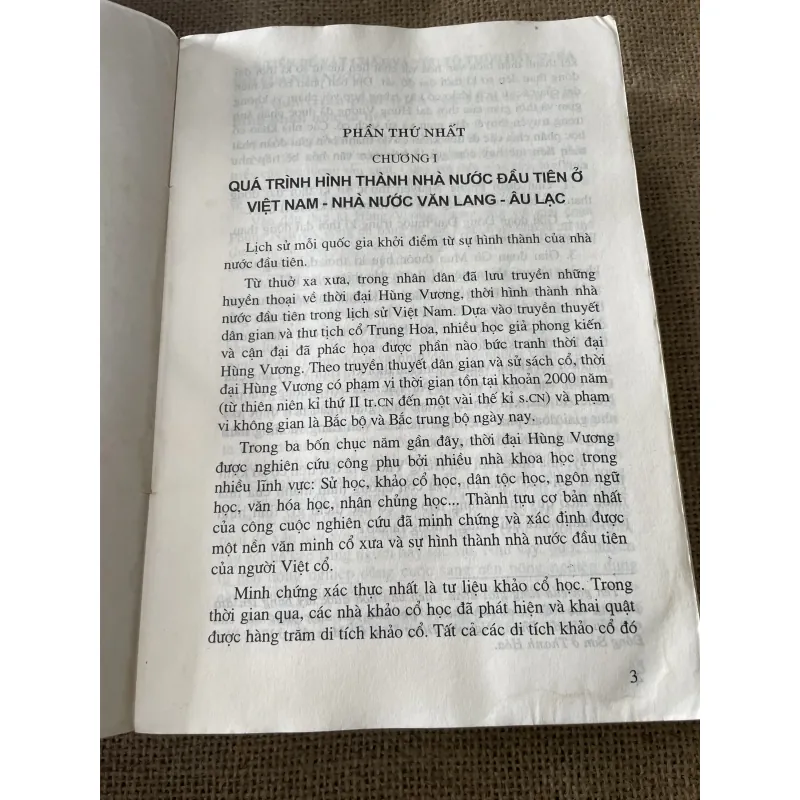 PHẦN THỨ NHẤT
CHƯƠNG I
QUÁ TRÌNH HÌNH THÀNH NHÀ NƯỚC ĐẦU TIÊN Ở
VIỆT NAM - NHÀ NƯỚC VĂN LANG - ÂU LẠC
Lịch sử mỗi quốc gia khởi điểm từ sự hình thành của nhà
nước đầu tiên.
Từ thuở xa xưa, trong nhân dân đã lưu truyền những
huyền thoại về thời đại Hùng Vương, thời hình thành nhà
nước đầu tiên trong lịch sử Việt Nam. Dựa vào truyền thuyết
dân gian và thư tịch cổ Trung Hoa, nhiều học giả phong kiến
và cận đại đã phác họa được phần nào bức tranh thời đại
Hùng Vương. Theo truyền thuyết dân gian và sử sách cổ, thời
đại Hùng Vương có phạm vi thời gian tồn tại khoản 2000 năm
(từ thiên niên kỉ thứ II tr.CN đến một vài thế kỉ s.CN) và phạm
vi không gian là Bắc bộ và Bắc trung bộ ngày nay.
Trong ba bốn chục năm gần đây, thời đại Hùng Vương
được nghiên cứu công phu bởi nhiều nhà khoa học trong
nhiều lĩnh vực: Sử học, khảo cổ học, dân tộc học, ngôn ngữ
học, văn hóa học, nhân chủng học... Thành tựu cơ bản nhất
của công cuộc nghiên cứu đã minh chứng và xác định được
một nền văn minh cổ xưa và sự hình thành nhà nước đầu tiên
của người Việt cổ.
Minh chứng xác thực nhất là tư liệu khảo cổ học. Trong
thời gian qua, các nhà khảo cổ học đã phát hiện và khai quật
được hàng trăm di tích khảo cổ. Tất cả các di tích khảo cổ đó
3